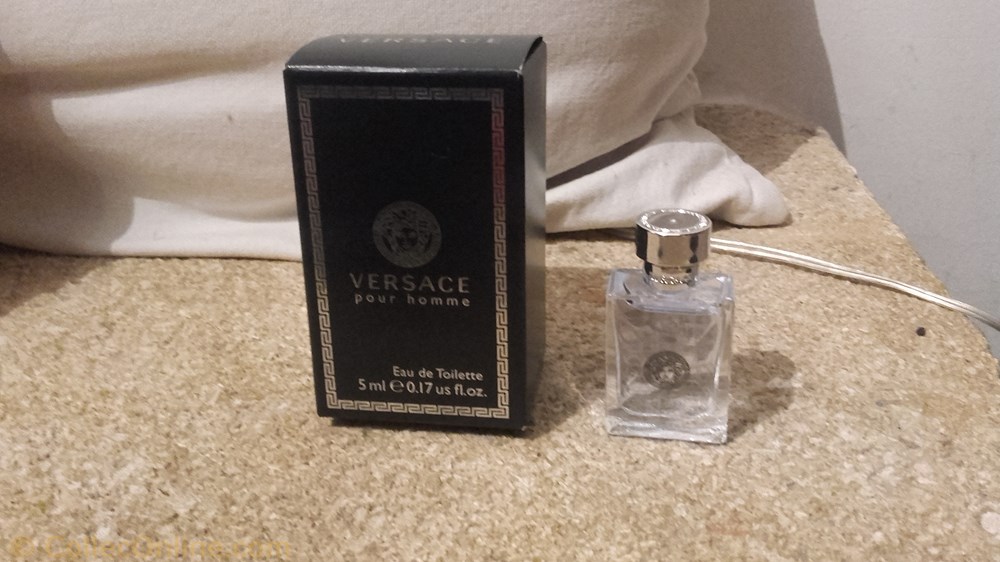 VERSACE
VERSACE
pour homme
Eau de Toilette
5 ml ℮ 0.17 us fl.oz.